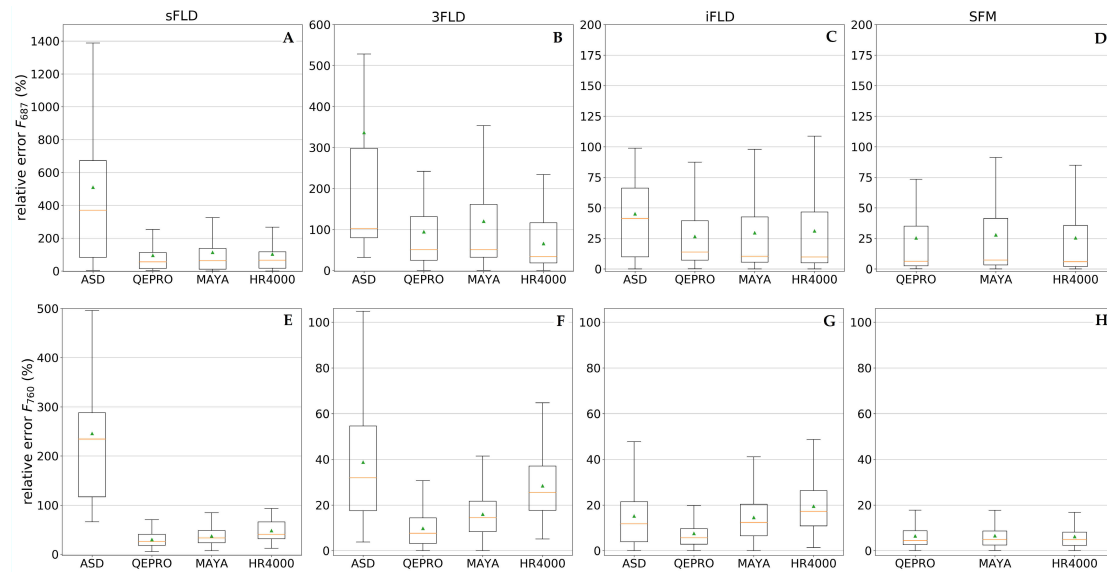 sFLD 3FLD iFLD SFM
A B C D
relative error F687 (%)
1400 1200 1000 800 600 400 200 0
600 500 400 300 200 100 0
200 175 150 125 100 75 50 25 0
200 175 150 125 100 75 50 25 0
ASD QEPRO MAYA HR4000
ASD QEPRO MAYA HR4000
ASD QEPRO MAYA HR4000
QEPRO MAYA HR4000
E F G H
relative error F760 (%)
500 400 300 200 100 0
100 80 60 40 20 0
100 80 60 40 20 0
100 80 60 40 20 0
ASD QEPRO MAYA HR4000
ASD QEPRO MAYA HR4000
ASD QEPRO MAYA HR4000
QEPRO MAYA HR4000